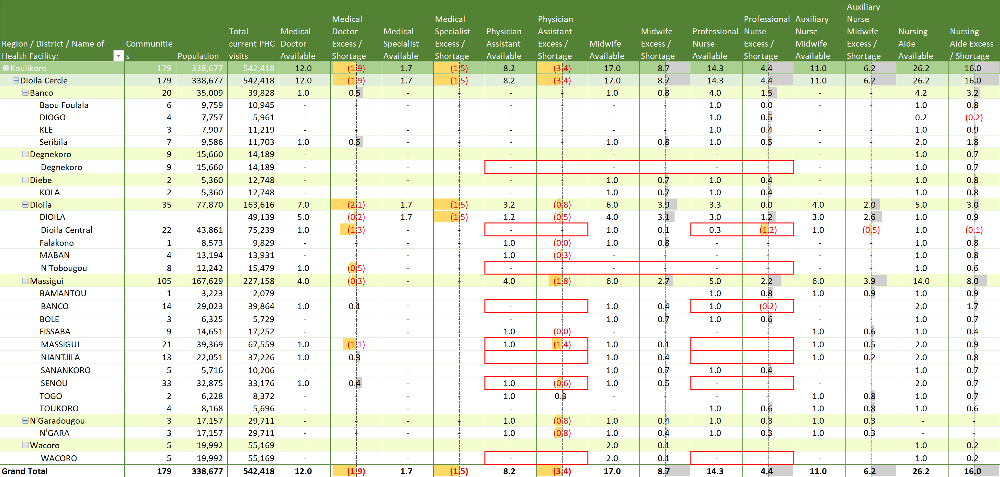 Region / District / Name of Health Facility: Communities Population Total current PHC visits Medical Doctor Available Medical Doctor Excess / Shortage Medical Specialist Available Medical Specialist Excess / Shortage Physician Assistant Available Physician Assistant Excess / Shortage Midwife Available Midwife Excess / Shortage Professional Nurse Available Professional Nurse Excess / Shortage Auxiliary Nurse Midwife Available Auxiliary Nurse Midwife Excess / Shortage Nursing Aide Available Nursing Aide Excess / Shortage
Koulikoro 179 338,677 542,418 12.0 (1.9) 1.7 (1.5) 8.2 (3.4) 17.0 8.7 14.3 4.4 11.0 6.2 26.2 16.0
Dioila Cercle 179 338,677 542,418 12.0 (1.9) 1.7 (1.5) 8.2 (3.4) 17.0 8.7 14.3 4.4 11.0 6.2 26.2 16.0
Banco 20 35,009 39,828 1.0 0.5 - - - - 1.0 0.8 4.0 1.5 - - 4.2 3.2
Baou Foulala 6 9,759 10,945 - - - - - - - - 1.0 0.0 - - 1.0 0.8
DIOGO 4 7,757 5,961 - - - - - - - - 1.0 0.5 - - 0.2 (0.2)
KLE 3 7,907 11,219 - - - - - - - - 1.0 0.4 - - 1.0 0.9
Seribila 7 9,586 11,703 1.0 0.5 - - - - 1.0 0.8 1.0 0.5 - - 2.0 1.8
Degnekoro 9 15,660 14,189 - - - - - - - - - - - - 1.0 0.7
Degnekoro 9 15,660 14,189 - - - - - - - - - - - - 1.0 0.7
Diebe 2 5,360 12,748 - - - - - - 1.0 0.7 1.0 0.4 - - 1.0 0.8
KOLA 2 5,360 12,748 - - - - - - 1.0 0.7 1.0 0.4 - - 1.0 0.8
Dioila 35 77,870 163,616 7.0 (2.1) 1.7 (1.5) 3.2 (0.8) 6.0 3.9 3.3 0.0 4.0 2.0 5.0 3.0
DIOILA 49,139 5.0 (0.2) 1.7 (1.5) 1.2 (0.5) 4.0 3.1 3.0 1.2 3.0 2.6 1.0 0.9
Dioila Central 22 43,861 75,239 1.0 (1.3) - - - - 1.0 0.1 0.3 (1.2) 1.0 (0.5) 1.0 (0.1)
Falakono 1 8,573 9,829 - - - - 1.0 (0.0) 1.0 0.8 - - - - 1.0 0.8
MABAN 4 13,194 13,931 - - - - 1.0 (0.3) - - - - - - 1.0 0.8
N'Tobougou 8 12,242 15,479 1.0 (0.5) - - - - - - - - - - 1.0 0.6
Massigui 105 167,629 227,158 4.0 (0.3) - - 4.0 (1.8) 6.0 2.7 5.0 2.2 6.0 3.9 14.0 8.0
BAMANTOU 1 3,223 2,079 - - - - - - - - 1.0 0.8 1.0 0.9 1.0 0.9
BANCO 14 29,023 39,864 1.0 0.1 - - - - 1.0 0.4 1.0 (0.2) - - 2.0 1.7
BOLE 3 6,325 5,729 - - - - - - 1.0 0.7 1.0 0.6 - - 1.0 0.7
FISSABA 9 14,651 17,252 - - - - 1.0 (0.0) - - - - 1.0 0.6 1.0 0.4
MASSIGUI 21 39,369 67,559 1.0 (1.1) - - 1.0 (1.4) 1.0 0.1 - - 1.0 0.5 2.0 0.9
NIANTJILA 13 22,051 37,226 1.0 0.3 - - - - 1.0 0.4 - - 1.0 0.2 2.0 0.8
SANANKORO 5 5,716 10,206 - - - - - - 1.0 0.7 1.0 0.4 - - 1.0 0.7
SENOU 33 32,875 33,176 1.0 0.4 - - 1.0 (0.6) 1.0 0.5 - - - - 2.0 0.7
TOGO 2 6,228 8,372 - - - - 1.0 0.3 - - - - 1.0 0.8 1.0 0.7
TOUKORO 4 8,168 5,696 - - - - - - - - 1.0 0.6 1.0 0.8 1.0 0.6
N'Garadougou 3 17,157 29,711 - - - - 1.0 (0.8) 1.0 0.4 1.0 0.3 1.0 0.3 - -
N'GARA 3 17,157 29,711 - - - - 1.0 (0.8) 1.0 0.4 1.0 0.3 1.0 0.3 - -
Wacoro 5 19,992 55,169 - - - - - - 2.0 0.1 - - - - 1.0 0.2
WACORO 5 19,992 55,169 - - - - - - 2.0 0.1 - - - - 1.0 0.2
Grand Total 179 338,677 542,418 12.0 (1.9) 1.7 (1.5) 8.2 (3.4) 17.0 8.7 14.3 4.4 11.0 6.2 26.2 16.0